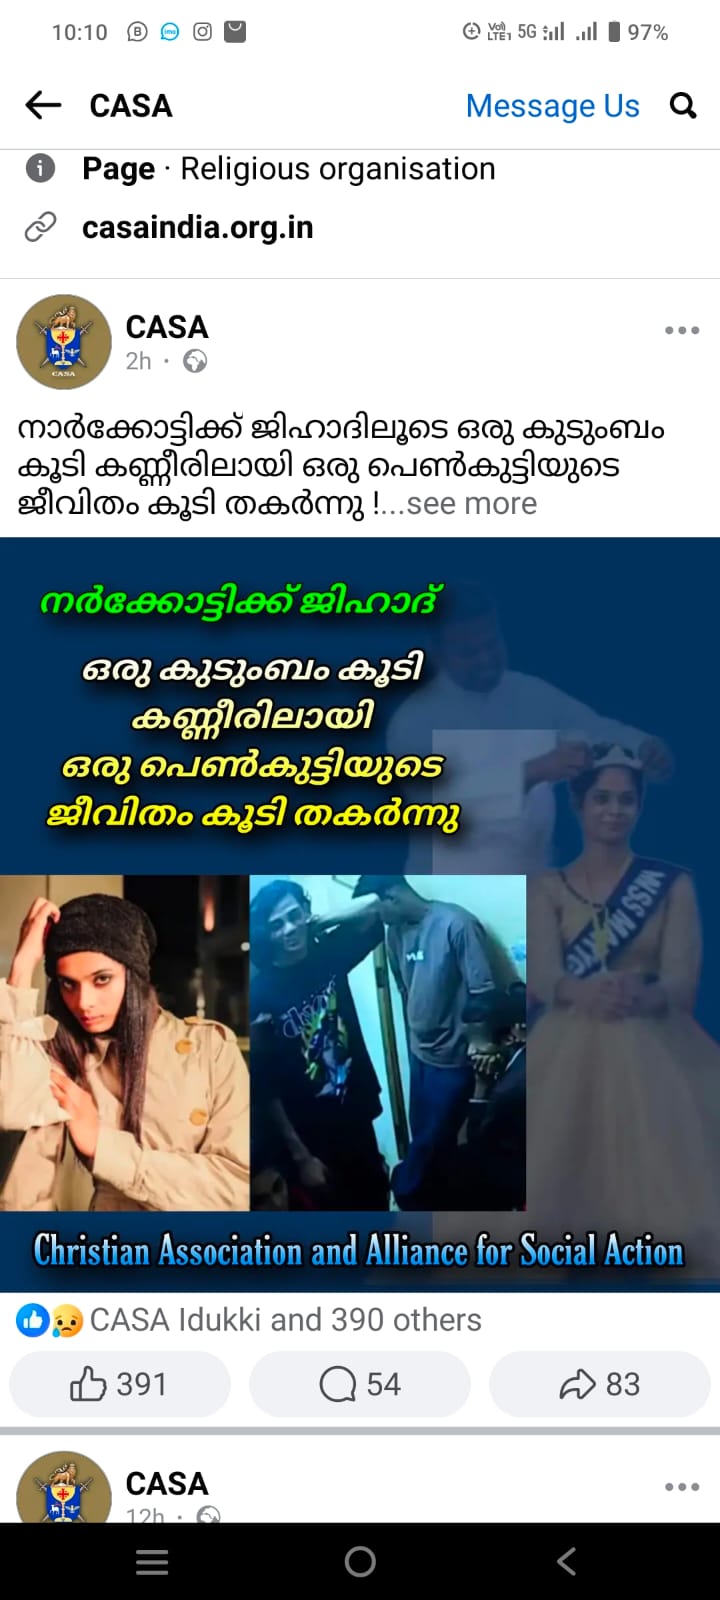 10:10
5G
97%
CASA
Message Us
Page · Religious organisation
casaindia.org.in
CASA
2h ·
നാർക്കോട്ടിക്ക് ജിഹാദിലൂടെ ഒരു കുടുംബം
കൂടി കണ്ണീരിലായി ഒരു പെൺകുട്ടിയുടെ
ജീവിതം കൂടി തകർന്നു !...see more
നർക്കോട്ടിക്ക് ജിഹാദ്
ഒരു കുടുംബം കൂടി
കണ്ണീരിലായി
ഒരു പെൺകുട്ടിയുടെ
ജീവിതം കൂടി തകർന്നു
MISS
Christian Association and Alliance for Social Action
CASA Idukki and 390 others
391
54
83
CASA
12h ·